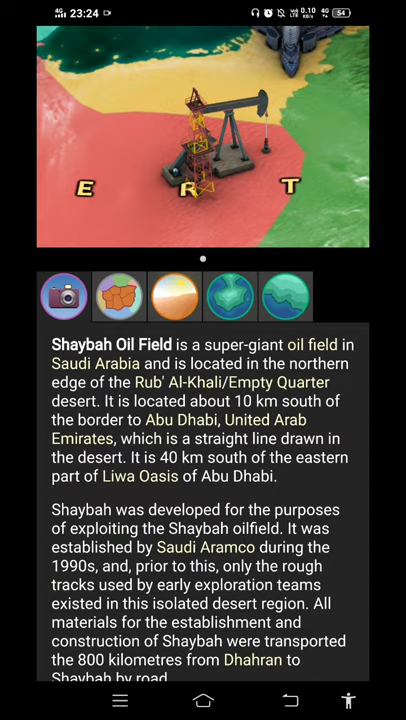 4G 23:24 0.10 KB/s 4G 54
E R T
Shaybah Oil Field is a super-giant oil field in
Saudi Arabia and is located in the northern
edge of the Rub' Al-Khali/Empty Quarter
desert. It is located about 10 km south of
the border to Abu Dhabi, United Arab
Emirates, which is a straight line drawn in
the desert. It is 40 km south of the eastern
part of Liwa Oasis of Abu Dhabi.
Shaybah was developed for the purposes
of exploiting the Shaybah oilfield. It was
established by Saudi Aramco during the
1990s, and, prior to this, only the rough
tracks used by early exploration teams
existed in this isolated desert region. All
materials for the establishment and
construction of Shaybah were transported
the 800 kilometres from Dhahran to
Shaybah by road.